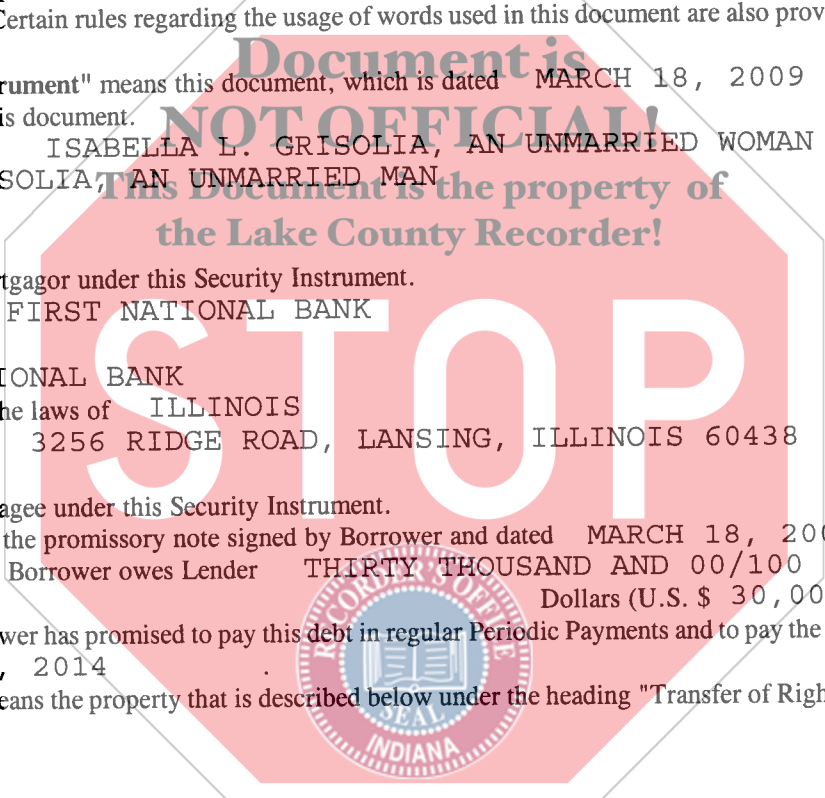 Certain rules regarding the usage of words used in this document are also prov
Document is
rument" means this document, which is dated MARCH 18, 2009
is document.
NOT OFFICIAL!
ISABELLA L. GRISOLIA, AN UNMARRIED WOMAN
SOLIA, AN UNMARRIED MAN
This Document is the property of
the Lake County Recorder!
tgagor under this Security Instrument.
FIRST NATIONAL BANK
STOP
IONAL BANK
he laws of ILLINOIS
3256 RIDGE ROAD, LANSING, ILLINOIS 60438
agee under this Security Instrument.
the promissory note signed by Borrower and dated MARCH 18, 200
Borrower owes Lender THIRTY THOUSAND AND 00/100
Dollars (U.S. $ 30,00
wer has promised to pay this debt in regular Periodic Payments and to pay the
, 2014
eans the property that is described below under the heading "Transfer of Righ
RECORDER'S OFFICE
SEAL
INDIANA